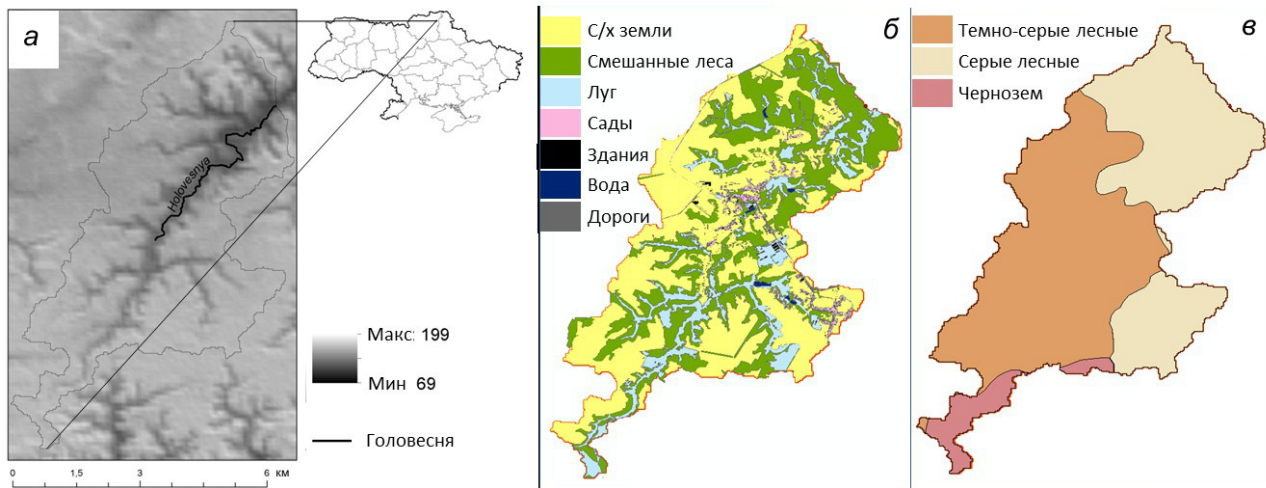 а
Holovesnya
Макс: 199
Мин 69
Головесня
0 1,5 3 6 км
б
С/х земли
Смешанные леса
Луг
Сады
Здания
Вода
Дороги
в
Темно-серые лесные
Серые лесные
Чернозем